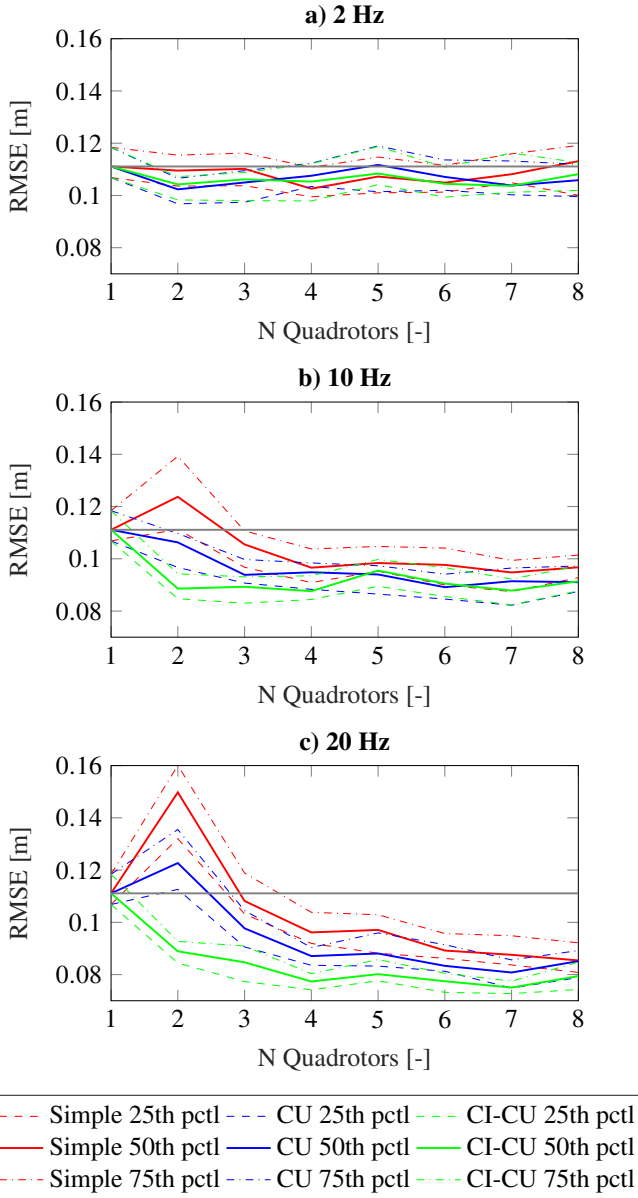 a) 2 Hz
0.16
0.14
0.12
0.1
0.08
RMSE [m]
1 2 3 4 5 6 7 8
N Quadrotors [-]
b) 10 Hz
0.16
0.14
0.12
0.1
0.08
RMSE [m]
1 2 3 4 5 6 7 8
N Quadrotors [-]
c) 20 Hz
0.16
0.14
0.12
0.1
0.08
RMSE [m]
1 2 3 4 5 6 7 8
N Quadrotors [-]
Simple 25th pctl CU 25th pctl CI-CU 25th pctl
Simple 50th pctl CU 50th pctl CI-CU 50th pctl
Simple 75th pctl CU 75th pctl CI-CU 75th pctl